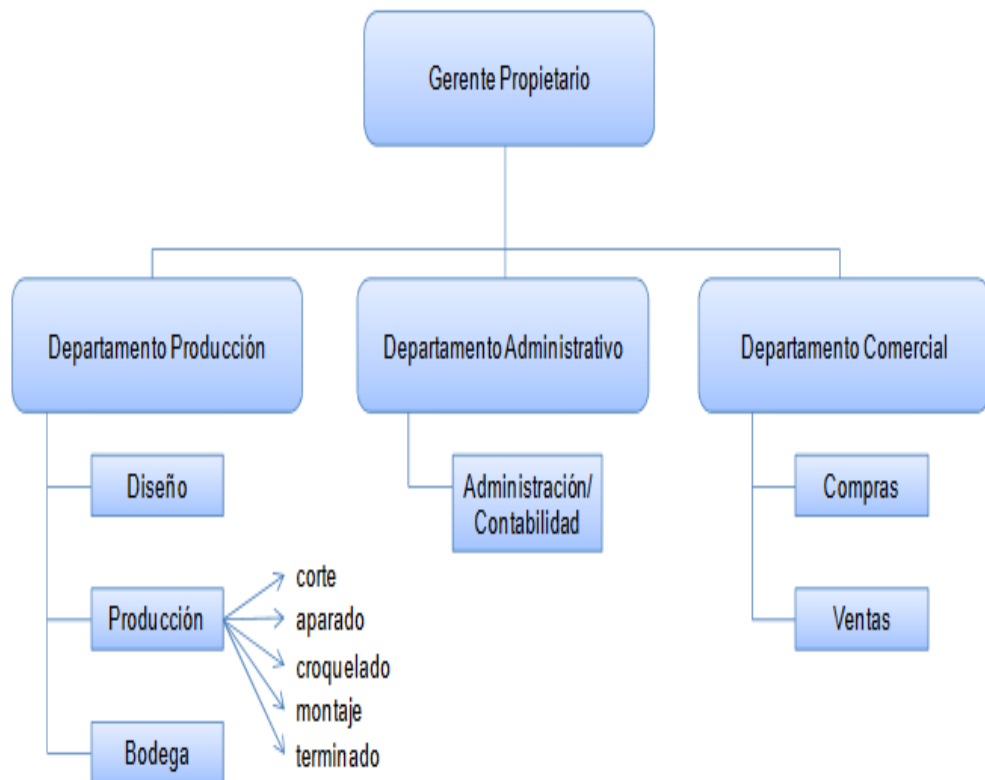 Gerente Propietario
Departamento Producción
Departamento Administrativo
Departamento Comercial
Diseño
Administración/
Contabilidad
Compras
Producción
corte
aparado
croquelado
montaje
terminado
Ventas
Bodega